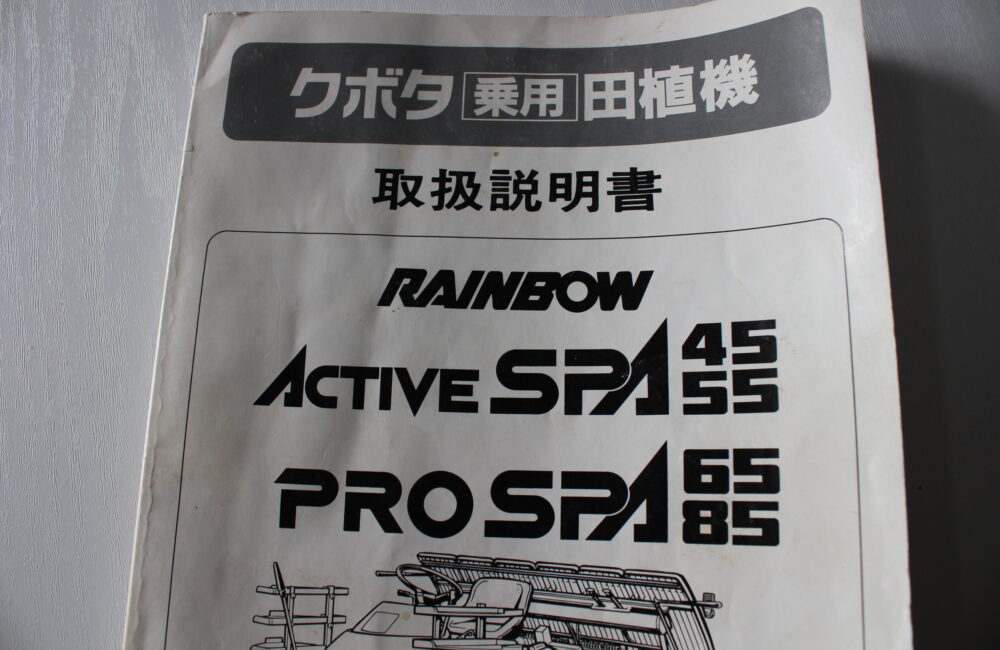 クボタ 乗用 田植機
取扱説明書
RAINBOW
ACTIVE SPA 45
55
PRO SPA 65
85